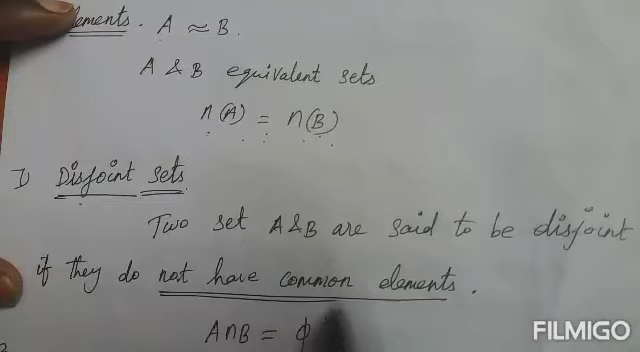 elements. A ≈ B.
A & B equivalent sets
n(A) = n(B)
Disjoint sets.
Two set A&B are said to be disjoint
if they do not have common elements.
A∩B = ϕ
FILMIGO